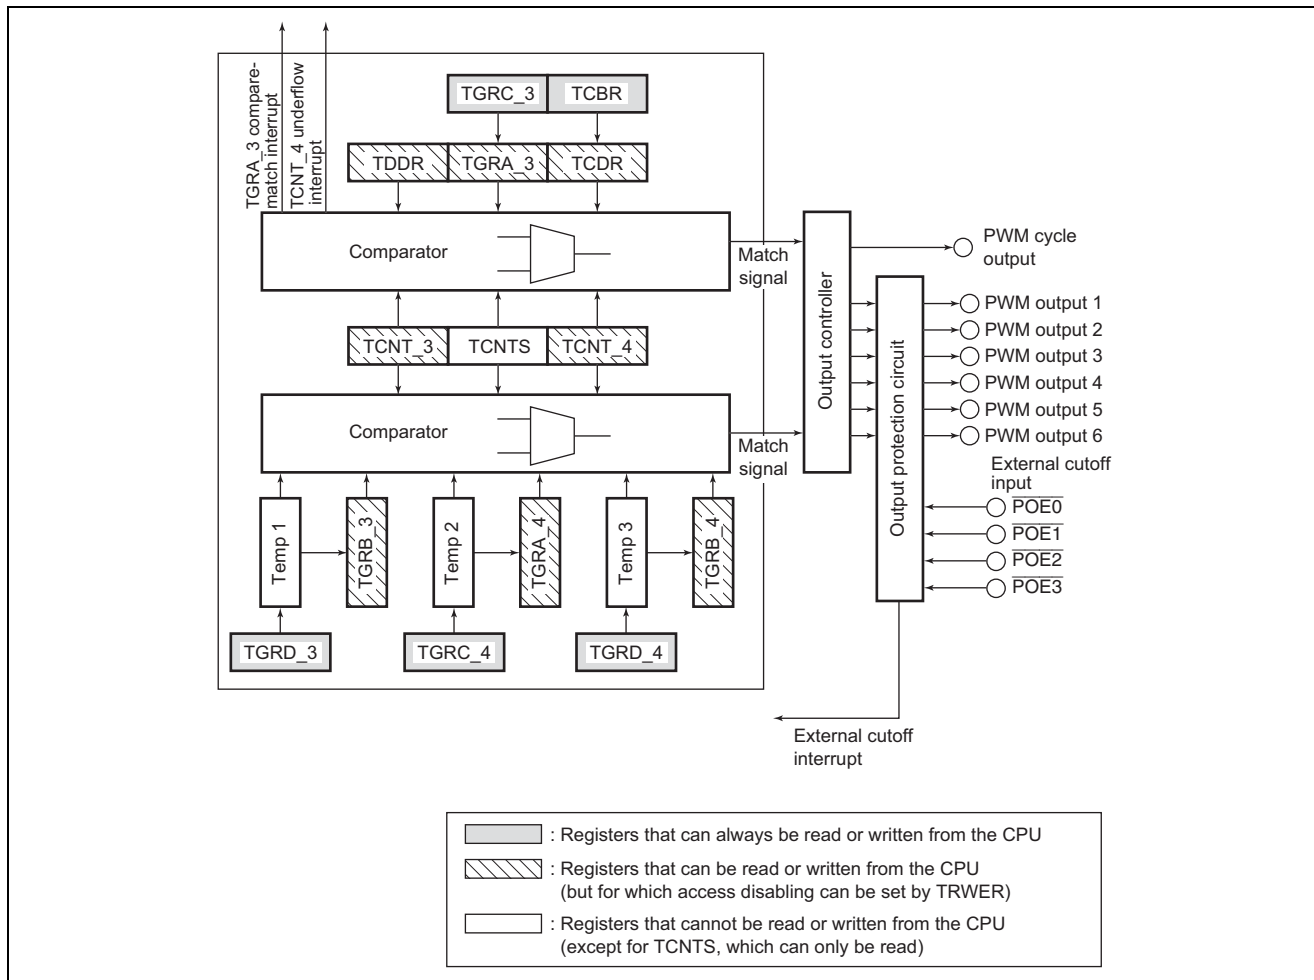 TGRA_3 compare-
match interrupt
TCNT_4 underflow
interrupt
TGRC_3
TCBR
TDDR
TGRA_3
TCDR
Comparator
Match
signal
TCNT_3
TCNTS
TCNT_4
Comparator
Match
signal
Temp 1
TGRB_3
Temp 2
TGRA_4
Temp 3
TGRB_4
TGRD_3
TGRC_4
TGRD_4
Output controller
Output protection circuit
PWM cycle
output
PWM output 1
PWM output 2
PWM output 3
PWM output 4
PWM output 5
PWM output 6
External cutoff
input
POE0
POE1
POE2
POE3
External cutoff
interrupt
: Registers that can always be read or written from the CPU
: Registers that can be read or written from the CPU
(but for which access disabling can be set by TRWER)
: Registers that cannot be read or written from the CPU
(except for TCNTS, which can only be read)